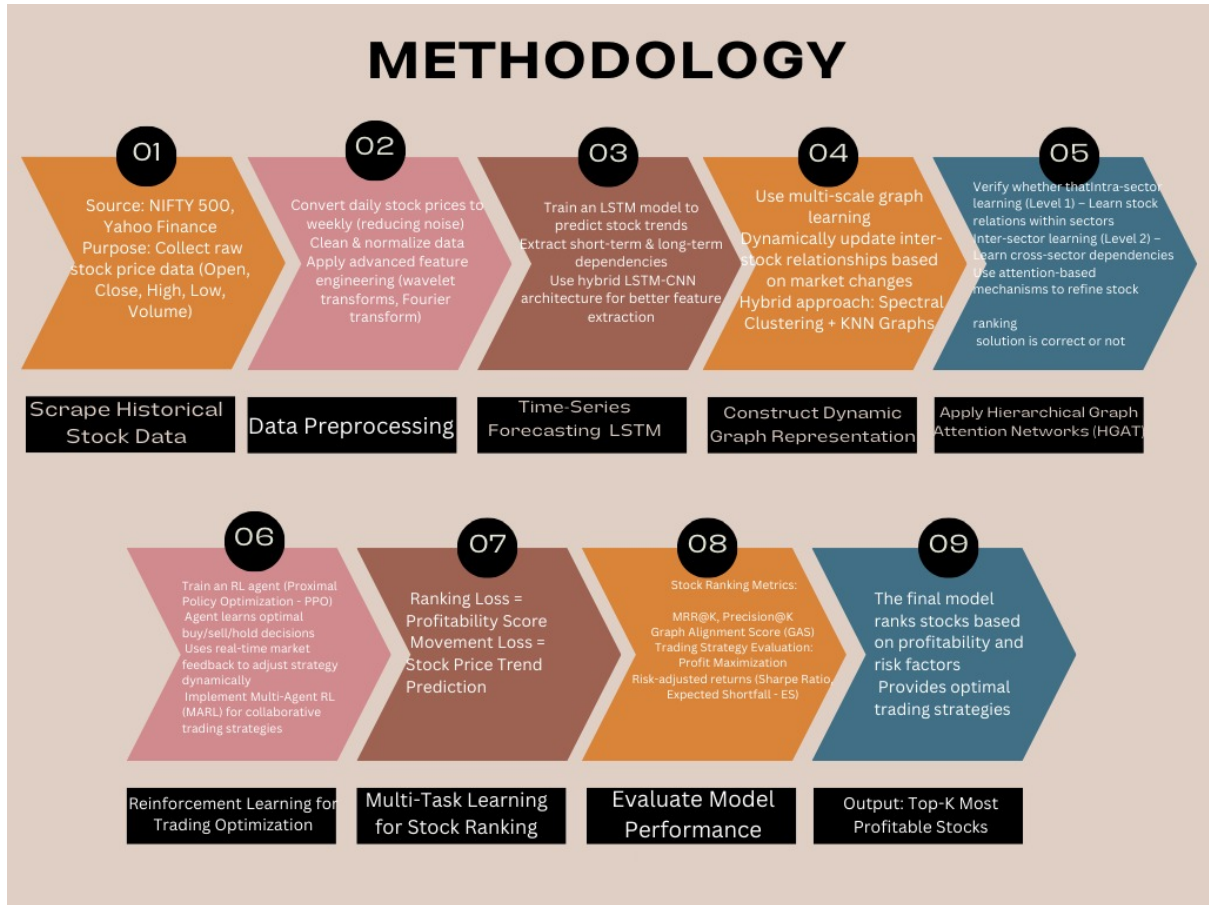 METHODOLOGY
01
Source: NIFTY 500,
Yahoo Finance
Purpose: Collect raw
stock price data (Open,
Close, High, Low,
Volume)
Scrape Historical
Stock Data
02
Convert daily stock prices to
weekly (reducing noise)
Clean & normalize data
Apply advanced feature
engineering (wavelet
transforms, Fourier
transform)
Data Preprocessing
03
Train an LSTM model to
predict stock trends
Extract short-term & long-term
dependencies
Use hybrid LSTM-CNN
architecture for better feature
extraction
Time-Series
Forecasting LSTM
04
Use multi-scale graph
learning
Dynamically update inter-
stock relationships based
on market changes
Hybrid approach: Spectral
Clustering + KNN Graphs
Construct Dynamic
Graph Representation
05
Verify whether thatIntra-sector
learning (Level 1) – Learn stock
relations within sectors
Inter-sector learning (Level 2) –
Learn cross-sector dependencies
Use attention-based
mechanisms to refine stock
ranking
solution is correct or not
Apply Hierarchical Graph
Attention Networks (HGAT)
06
Train an RL agent (Proximal
Policy Optimization - PPO)
Agent learns optimal
buy/sell/hold decisions
Uses real-time market
feedback to adjust strategy
dynamically
Implement Multi-Agent RL
(MARL) for collaborative
trading strategies
Reinforcement Learning for
Trading Optimization
07
Ranking Loss =
Profitability Score
Movement Loss =
Stock Price Trend
Prediction
Multi-Task Learning
for Stock Ranking
08
Stock Ranking Metrics:
MRR@K, Precision@K
Graph Alignment Score (GAS)
Trading Strategy Evaluation:
Profit Maximization
Risk-adjusted returns (Sharpe Ratio,
Expected Shortfall - ES)
Evaluate Model
Performance
09
The final model
ranks stocks based
on profitability and
risk factors
Provides optimal
trading strategies
Output: Top-K Most
Profitable Stocks